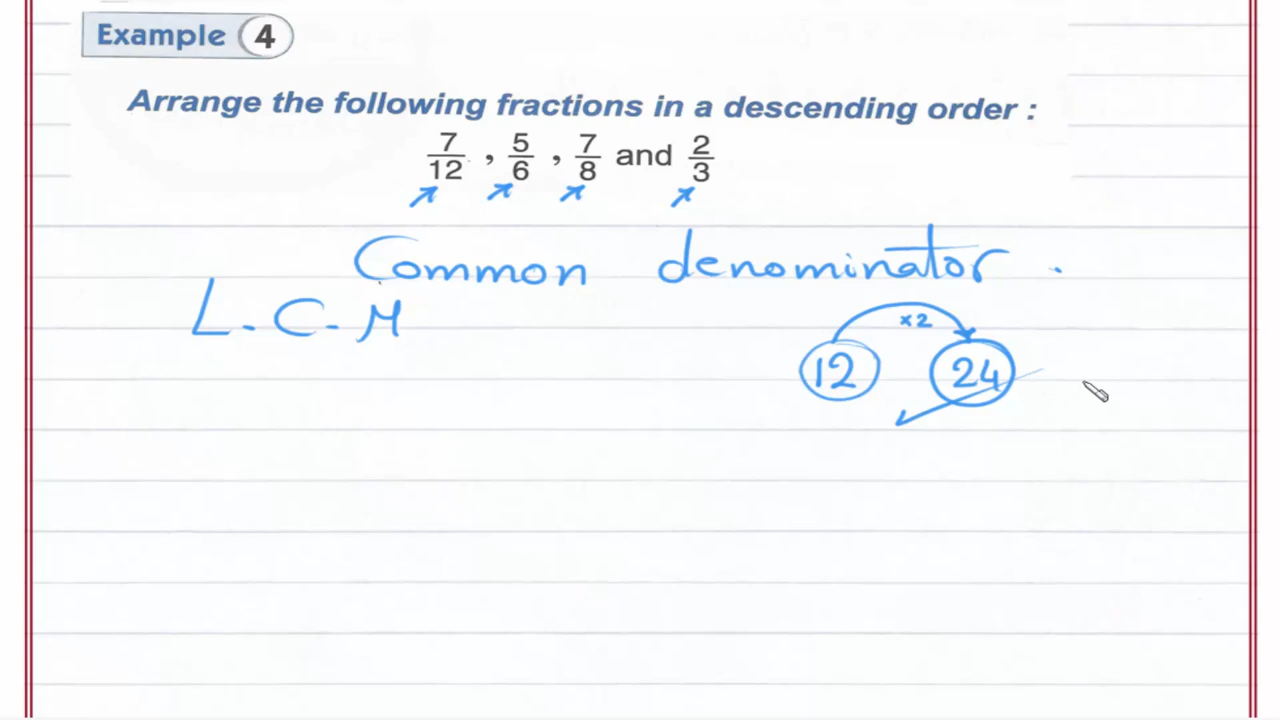 Example 4
Arrange the following fractions in a descending order :
7/12 , 5/6 , 7/8 and 2/3
Common denominator .
L.C.M
×2
12 24